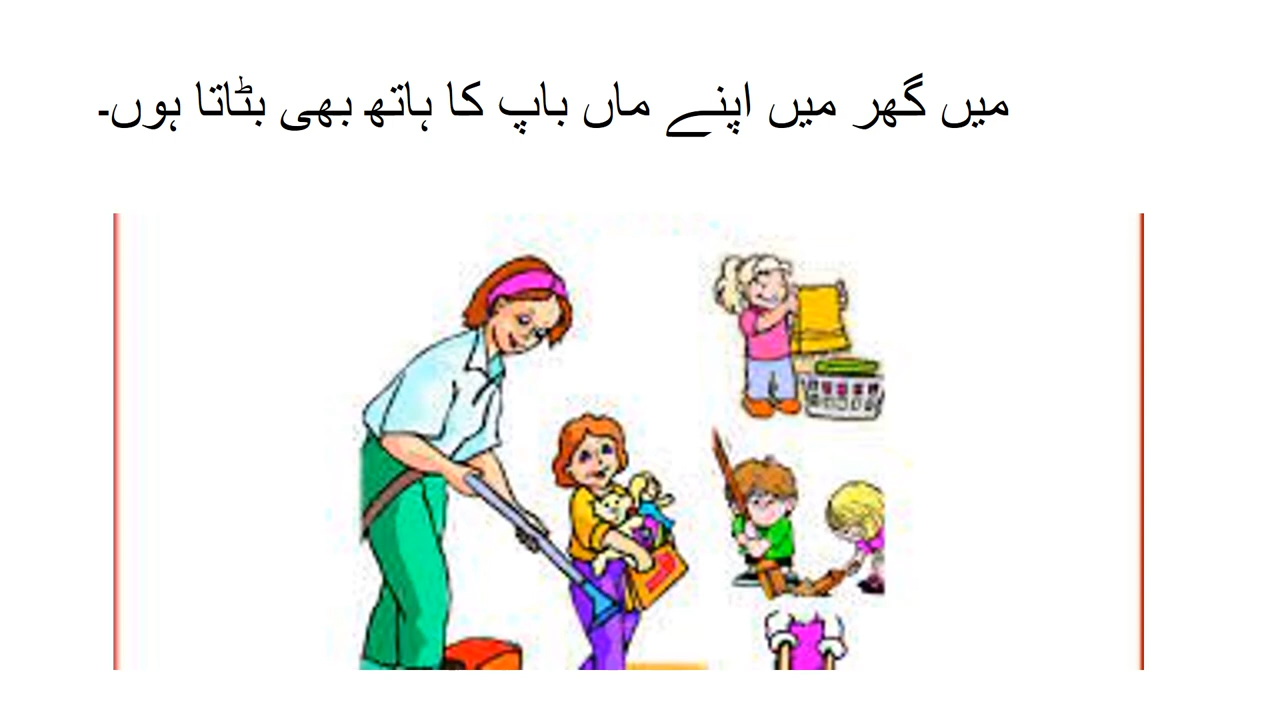 میں گھر میں اپنے ماں باپ کا ہاتھ بھی بٹاتا ہوں۔